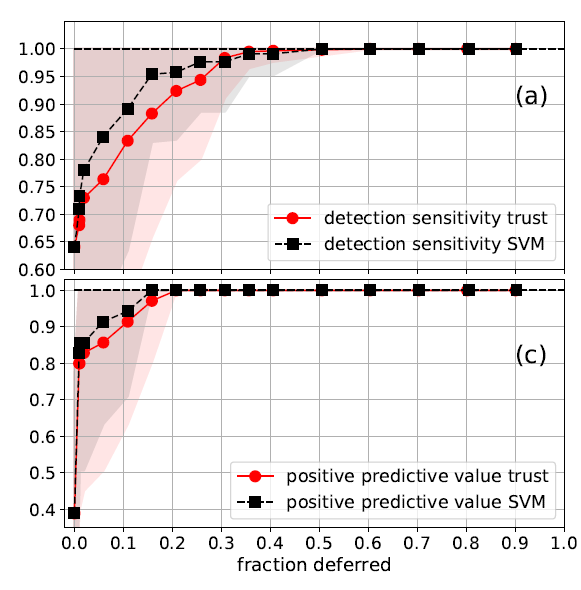 1.00
0.95
0.90
0.85
0.80
0.75
0.70
0.65
0.60
(a)
detection sensitivity trust
detection sensitivity SVM
1.0
0.9
0.8
0.7
0.6
0.5
0.4
(c)
positive predictive value trust
positive predictive value SVM
0.0 0.1 0.2 0.3 0.4 0.5 0.6 0.7 0.8 0.9 1.0
fraction deferred